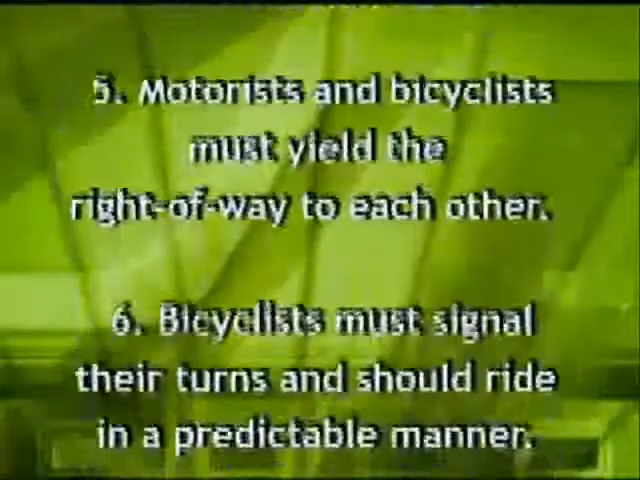 5. Motorists and bicyclists
must yield the
right-of-way to each other.
6. Bicyclists must signal
their turns and should ride
in a predictable manner.